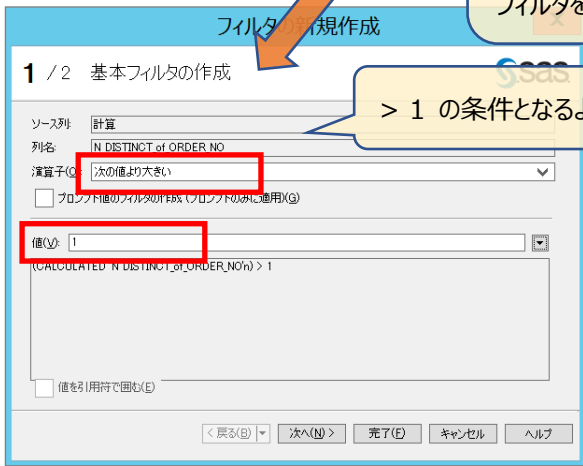 フィルタを
フィルタの新規作成
1 / 2 基本フィルタの作成
sas
> 1 の条件となるよ
ソース列: 計算
列名: N DISTINCT of ORDER NO
演算子(O): 次の値より大きい
プロンプト値のフィルタの作成 (プロンプトのみに適用)(G)
値(V): 1
(CALCULATED 'N DISTINCT_of_ORDER_NO'n) > 1
値を引用符で囲む(E)
< 戻る(B) 次へ(N) > 完了(F) キャンセル ヘルプ